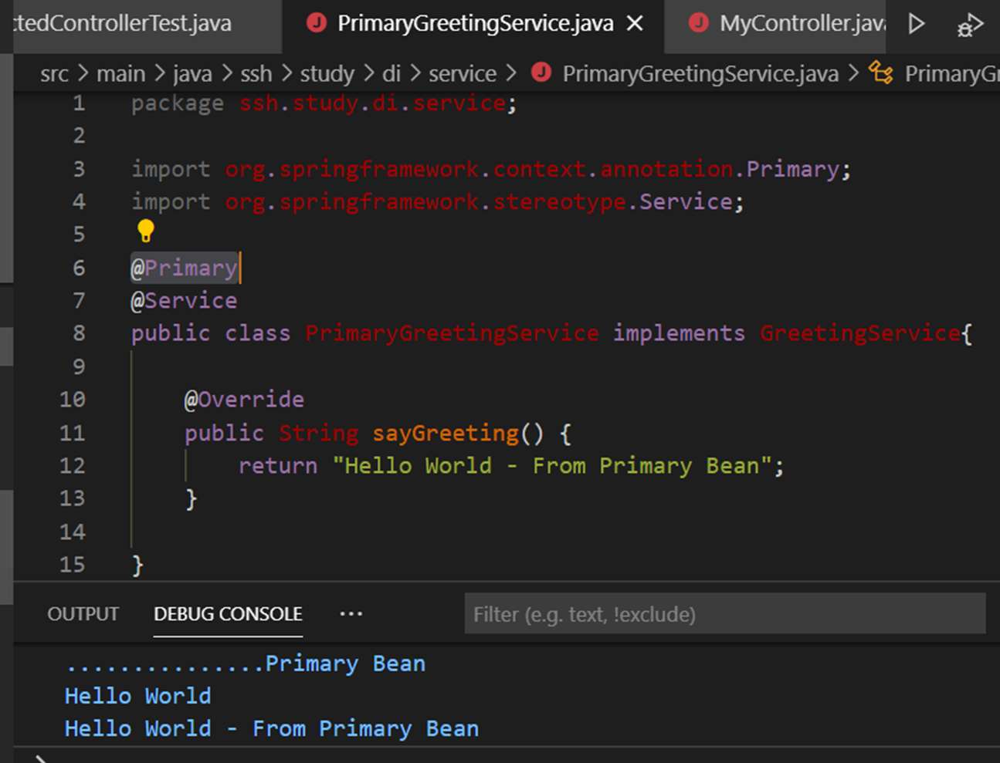 ctedControllerTest.java PrimaryGreetingService.java MyController.java
src > main > java > ssh > study > di > service > PrimaryGreetingService.java > PrimaryGr
1 package ssh.study.di.service;
2
3 import org.springframework.context.annotation.Primary;
4 import org.springframework.stereotype.Service;
5
6 @Primary
7 @Service
8 public class PrimaryGreetingService implements GreetingService{
9
10 @Override
11 public String sayGreeting() {
12 return "Hello World - From Primary Bean";
13 }
14
15 }
OUTPUT DEBUG CONSOLE ... Filter (e.g. text, !exclude)
...............Primary Bean
Hello World
Hello World - From Primary Bean